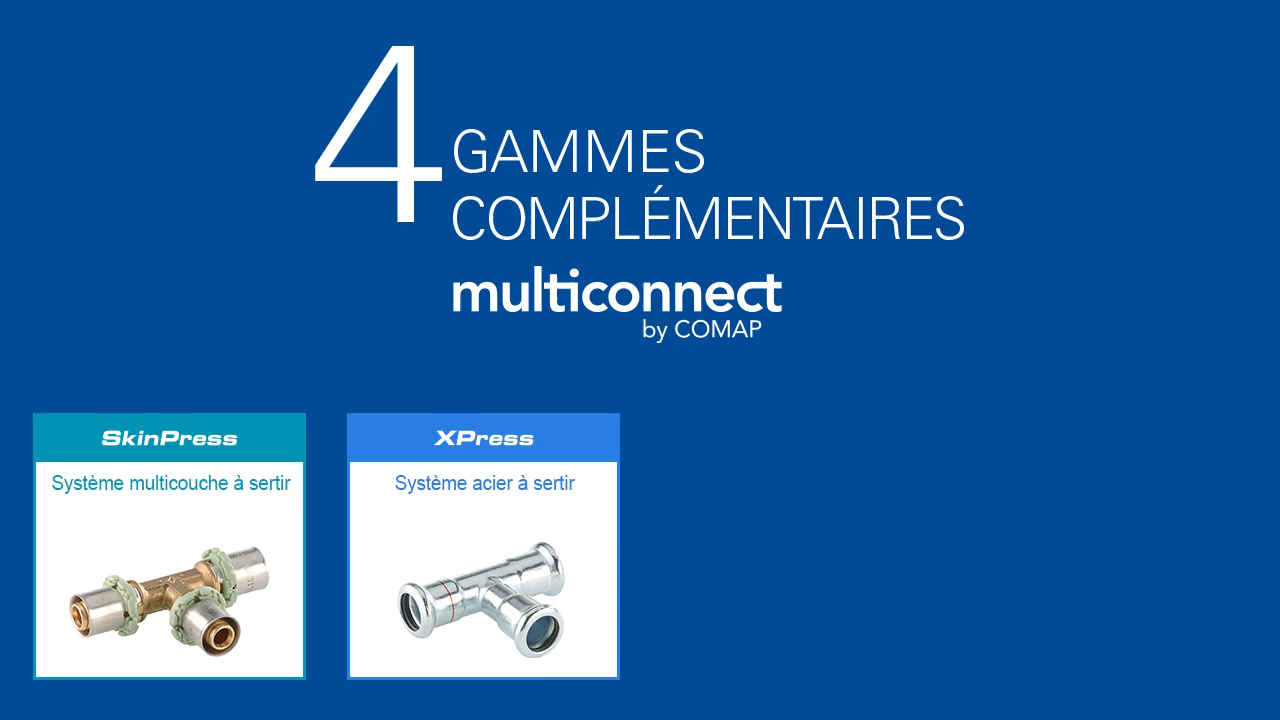 4 GAMMES
COMPLÉMENTAIRES
multiconnect
by COMAP
SkinPress
Système multicouche à sertir
XPress
Système acier à sertir